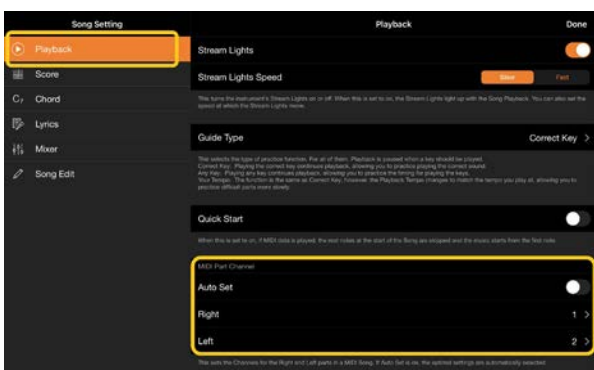 Song Setting
Playback
Done
Playback
Score
Chord
Lyrics
Mixer
Song Edit
Stream Lights
Stream Lights Speed
Slow
Fast
This turns the instrument's Stream Lights on or off. When this is set to on, the Stream Lights light up with the Song Playback. You can also set the
speed at which the Stream Lights move.
Guide Type
Correct Key
This selects the type of practice function. For all of them, Playback is paused when a key should be played.
Correct Key: Playing the correct key continues playback, allowing you to practice playing the correct sound.
Any Key: Playing any key continues playback, allowing you to practice the timing for playing the keys.
Your Tempo: The function is the same as Correct Key, however, the Playback Tempo changes to match the tempo you play at, allowing you to
practice difficult parts more slowly.
Quick Start
When this is set to on, if MIDI data is played, the rest notes at the start of the Song are skipped and the music starts from the first note.
MIDI Part Channel
Auto Set
Right
1
Left
2
This sets the Channels for the Right and Left parts in a MIDI Song. If Auto Set is on, the optimal settings are automatically selected